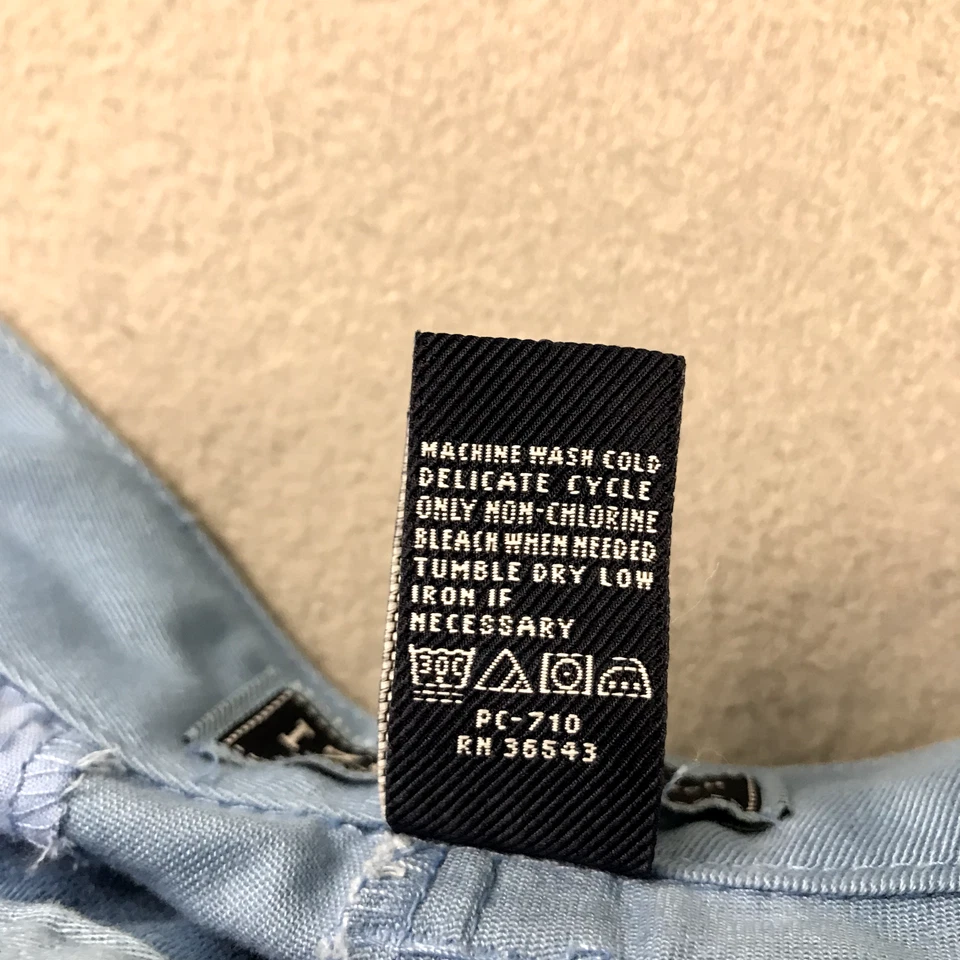 MACHINE WASH COLD
DELICATE CYCLE
ONLY NON-CHLORINE
BLEACH WHEN NEEDED
TUMBLE DRY LOW
IRON IF
NECESSARY
30C
PC-710
RN 36543